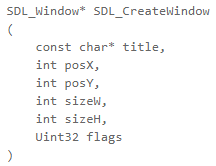 SDL_Window* SDL_CreateWindow
(
    const char* title,
    int posX,
    int posY,
    int sizeW,
    int sizeH,
    Uint32 flags
)